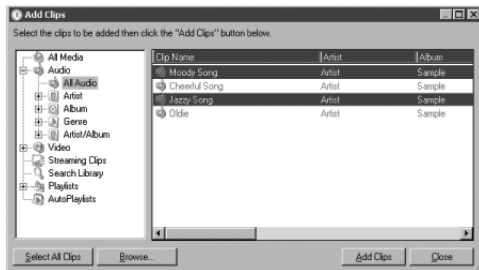 Add Clips
Select the clips to be added then click the "Add Clips" button below.
All Media
Audio
All Audio
Artist
Album
Genre
Artist/Album
Video
Streaming Clips
Search Library
Playlists
AutoPlaylists
Clip Name Artist Album
Moody Song Artist Sample
Cheerful Song Artist Sample
Jazzy Song Artist Sample
Oldie Artist Sample
Select All Clips Browse... Add Clips Close